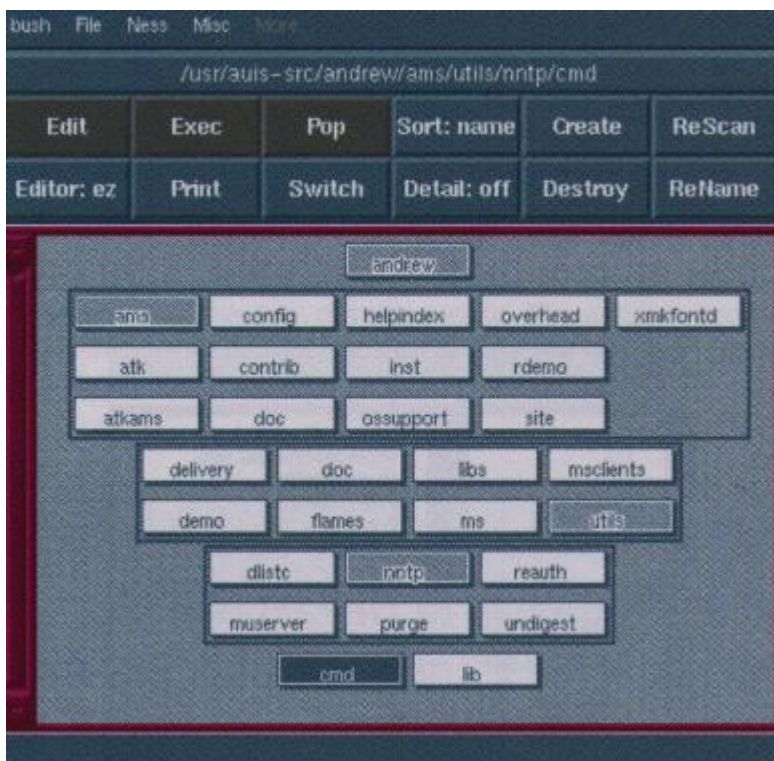 bush File Ness Misc More
/usr/auis-src/andrew/ams/utils/nntp/cmd
Edit Exec Pop Sort: name Create ReScan
Editor: ez Print Switch Detail: off Destroy ReName
andrew
ams config helpindex overhead xmkfontd
atk contrib inst rdemo
atkams doc ossupport site
delivery doc libs msclients
demo flames ms utils
dlistc nntp reauth
muserver purge undigest
cmd lib